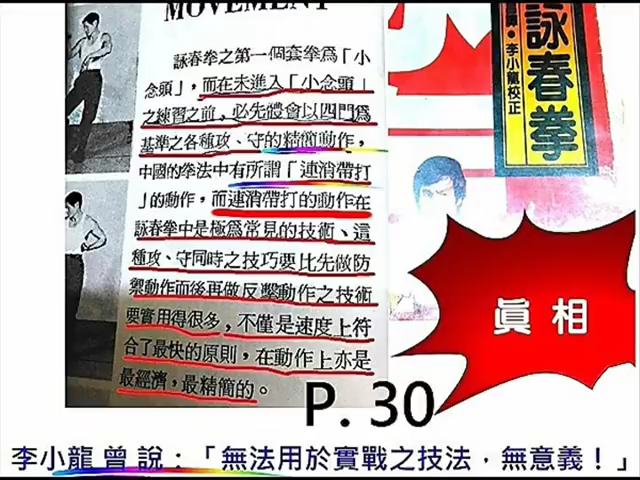 MOVEMENT
詠春拳之第一個套拳爲「小
念頭」，而在未進入「小念頭」
之練習之前，必先體會以四門爲
基準之各種攻、守的精簡動作，
中國的拳法中有所謂「連消帶打
」的動作，而連消帶打的動作在
詠春拳中是極爲常見的技術、這
種攻、守同時之技巧要比先做防
禦動作而後再做反擊動作之技術
要實用得很多，不僅是速度上符
合了最快的原則，在動作上亦是
最經濟，最精簡的。
P. 30
李小龍校正
詠春拳
眞相
李小龍 曾 說：「無法用於實戰之技法，無意義！」